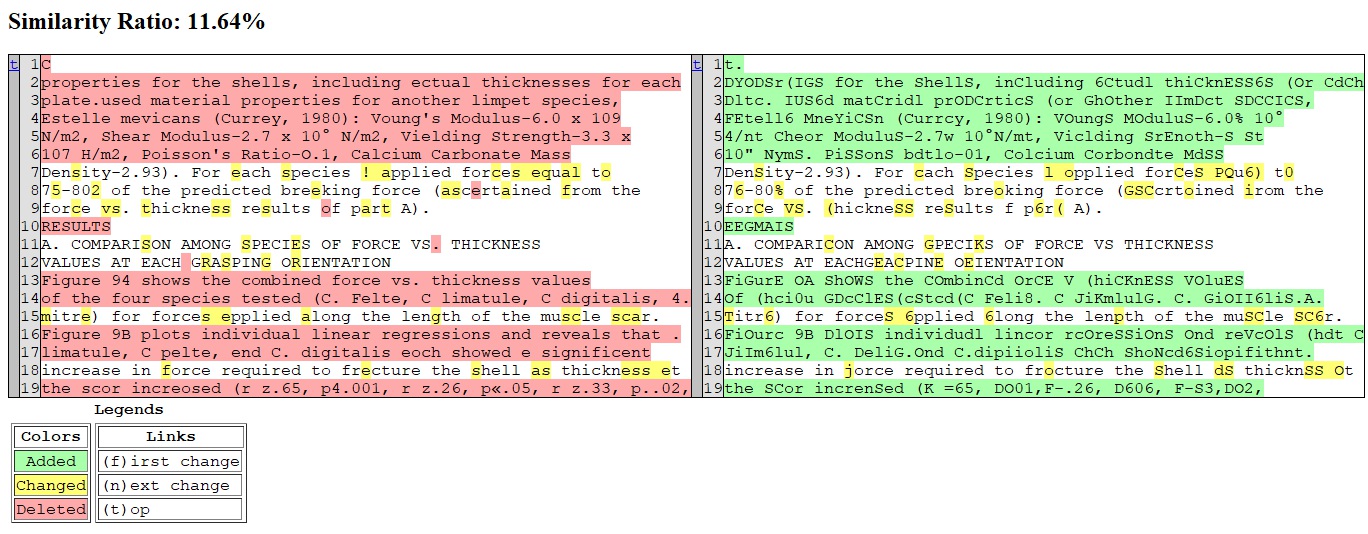 Similarity Ratio: 11.64%
t 1 C
2 properties for the shells, including ectual thicknesses for each
3 plate.used material properties for another limpet species,
4 Estelle mevicans (Currey, 1980): Voung's Modulus-6.0 x 109
5 N/m2, Shear Modulus-2.7 x 10° N/m2, Vielding Strength-3.3 x
6 107 H/m2, Poisson's Ratio-O.1, Calcium Carbonate Mass
7 Density-2.93). For each species ! applied forces equal to
8 75-802 of the predicted breeking force (ascertained from the
9 force vs. thickness results of part A).
10 RESULTS
11 A. COMPARISON AMONG SPECIES OF FORCE VS. THICKNESS
12 VALUES AT EACH GRASPING ORIENTATION
13 Figure 94 shows the combined force vs. thickness values
14 of the four species tested (C. Felte, C limatule, C digitalis, 4.
15 mitre) for forces epplied along the length of the muscle scar.
16 Figure 9B plots individual linear regressions and reveals that .
17 limatule, C pelte, end C. digitalis eoch showed e significent
18 increase in force required to frecture the shell as thickness et
19 the scor increosed (r z.65, p4.001, r z.26, p«.05, r z.33, p..02,
t 1 t.
2 DYODSr(IGS fOr the ShellS, inCluding 6Ctudl thiCknESS6S (Or CdCh
3 Dltc. IUS6d matCridl prODCrticS (or GhOther IImDct SDCCICS,
4 FEtell6 MneYiCSn (Currcy, 1980): VOungS MOduluS-6.0% 10°
5 4/nt Cheor ModuluS-2.7w 10°N/mt, Viclding SrEnoth-S St
6 10" NymS. PiSSonS bdtlo-01, Colcium Corbondte MdSS
7 DenSity-2.93). For cach Species l opplied forCeS PQu6) t0
8 76-80% of the predicted breoking force (GSCcrtoined irom the
9 forCe VS. (hickneSS reSults f p6r( A).
10 EEGMAIS
11 A. COMPARICON AMONG GPECIKS OF FORCE VS THICKNESS
12 VALUES AT EACHGEACPINE OEIENTATION
13 FiGurE OA ShoWS the COmbinCd OrCE V (hiCKnESS VOluES
14 Of (hci0u GDcClES(cStcd(C Feli8. C JiKmlulG. C. GiOII6liS.A.
15 Titr6) for forceS 6pplied 6long the lenpth of the muSCle SC6r.
16 FiOurc 9B DlOIS individudl lincor rcOreSSionS Ond reVcOlS (hdt C
17 JiIm6lul, C. DeliG.Ond C.dipiioliS ChCh ShoNcd6Siopifithnt.
18 increase in jorce required to frocture the Shell dS thicknSS Ot
19 the SCor increnSed (K =65, DO01,F-.26, D606, F-S3,DO2,
Legends
Colors Links
Added (f)irst change
Changed (n)ext change
Deleted (t)op